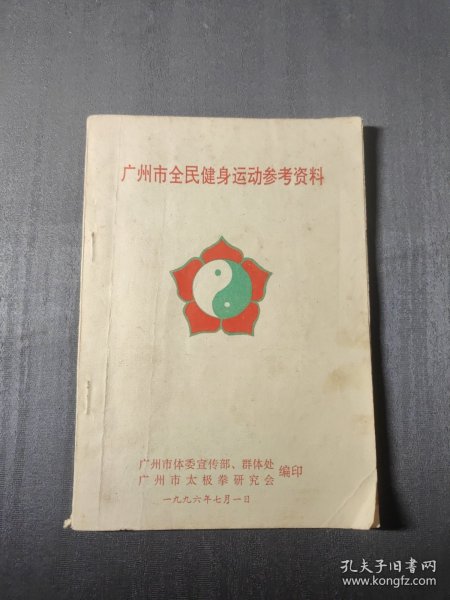 广州市全民健身运动参考资料
广州市体委宣传部、群体处
广州市太极拳研究会
编印
一九九六年七月一日
孔夫子旧书网
www.kongfz.com